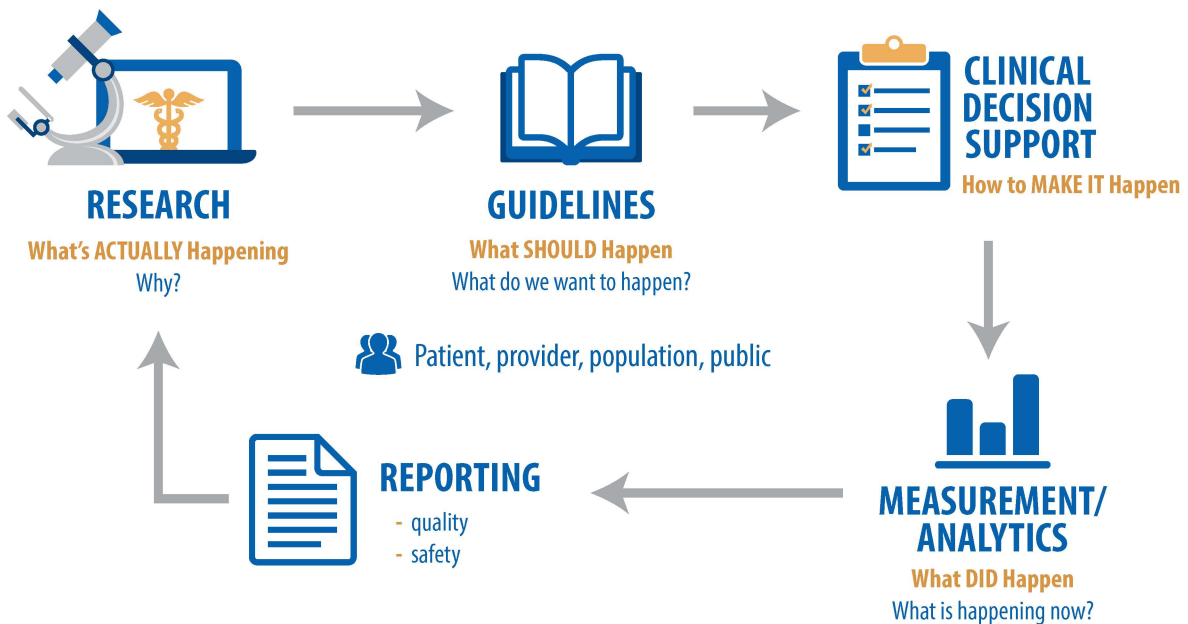 RESEARCH
What's ACTUALLY Happening
Why?
GUIDELINES
What SHOULD Happen
What do we want to happen?
CLINICAL
DECISION
SUPPORT
How to MAKE IT Happen
Patient, provider, population, public
REPORTING
- quality
- safety
MEASUREMENT/
ANALYTICS
What DID Happen
What is happening now?